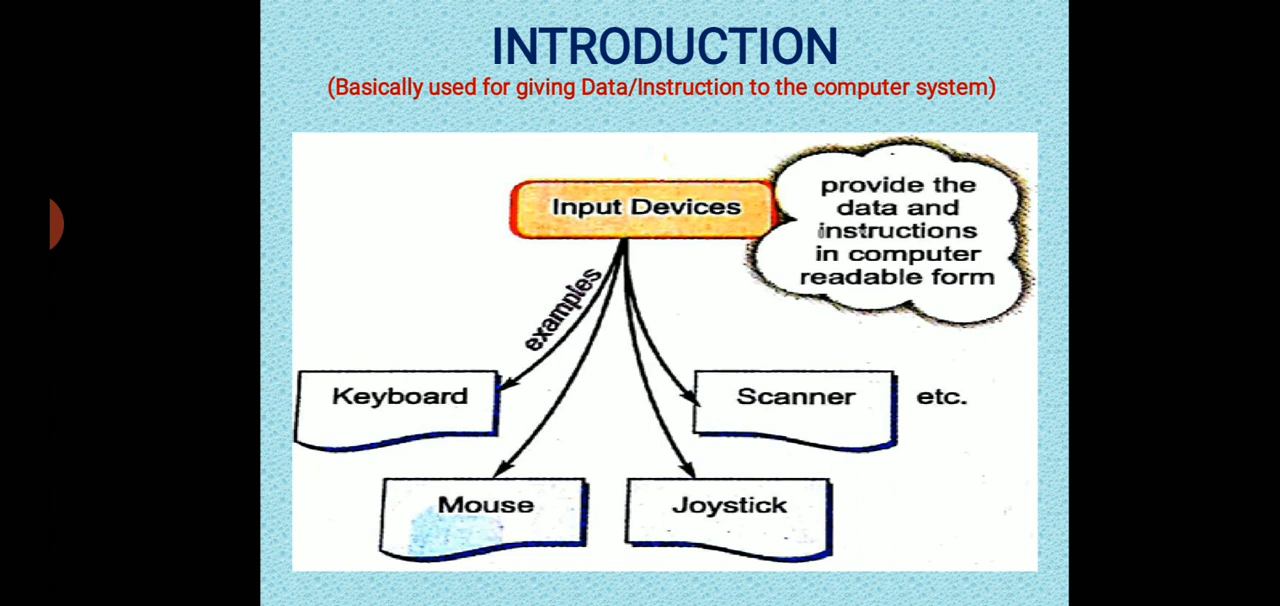 INTRODUCTION
(Basically used for giving Data/Instruction to the computer system)
Input Devices
provide the
data and
instructions
in computer
readable form
examples
Keyboard
Scanner
etc.
Mouse
Joystick